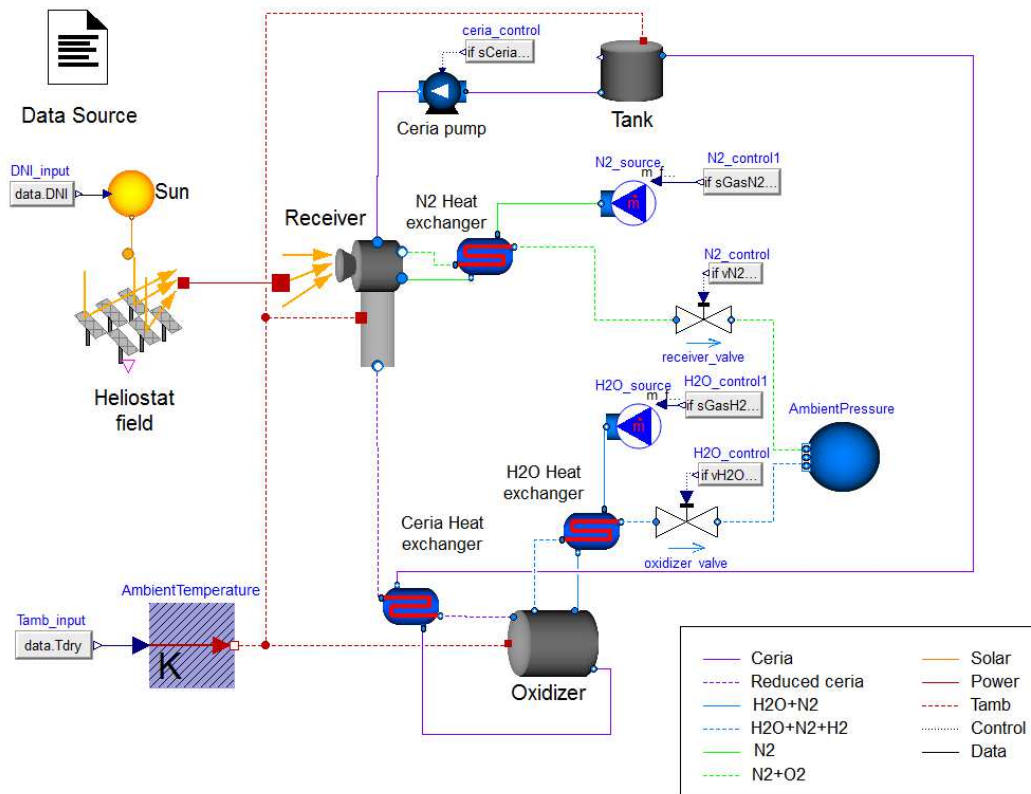 ceria_control
if sCeria...
Data Source
Ceria pump
Tank
DNI_input
data.DNI
Sun
N2_source
N2_control1
m_f...
if sGasN2...
N2 Heat
exchanger
Receiver
N2_control
if vN2...
ṁ
receiver_valve
Heliostat
field
H2O_source
H2O_control1
m_f...
if sGasH2...
ṁ
AmbientPressure
H2O_control
if vH2O...
H2O Heat
exchanger
Ceria Heat
exchanger
oxidizer_valve
AmbientTemperature
Tamb_input
data.Tdry
K
Oxidizer
Ceria
Reduced ceria
H2O+N2
H2O+N2+H2
N2
N2+O2
Solar
Power
Tamb
Control
Data